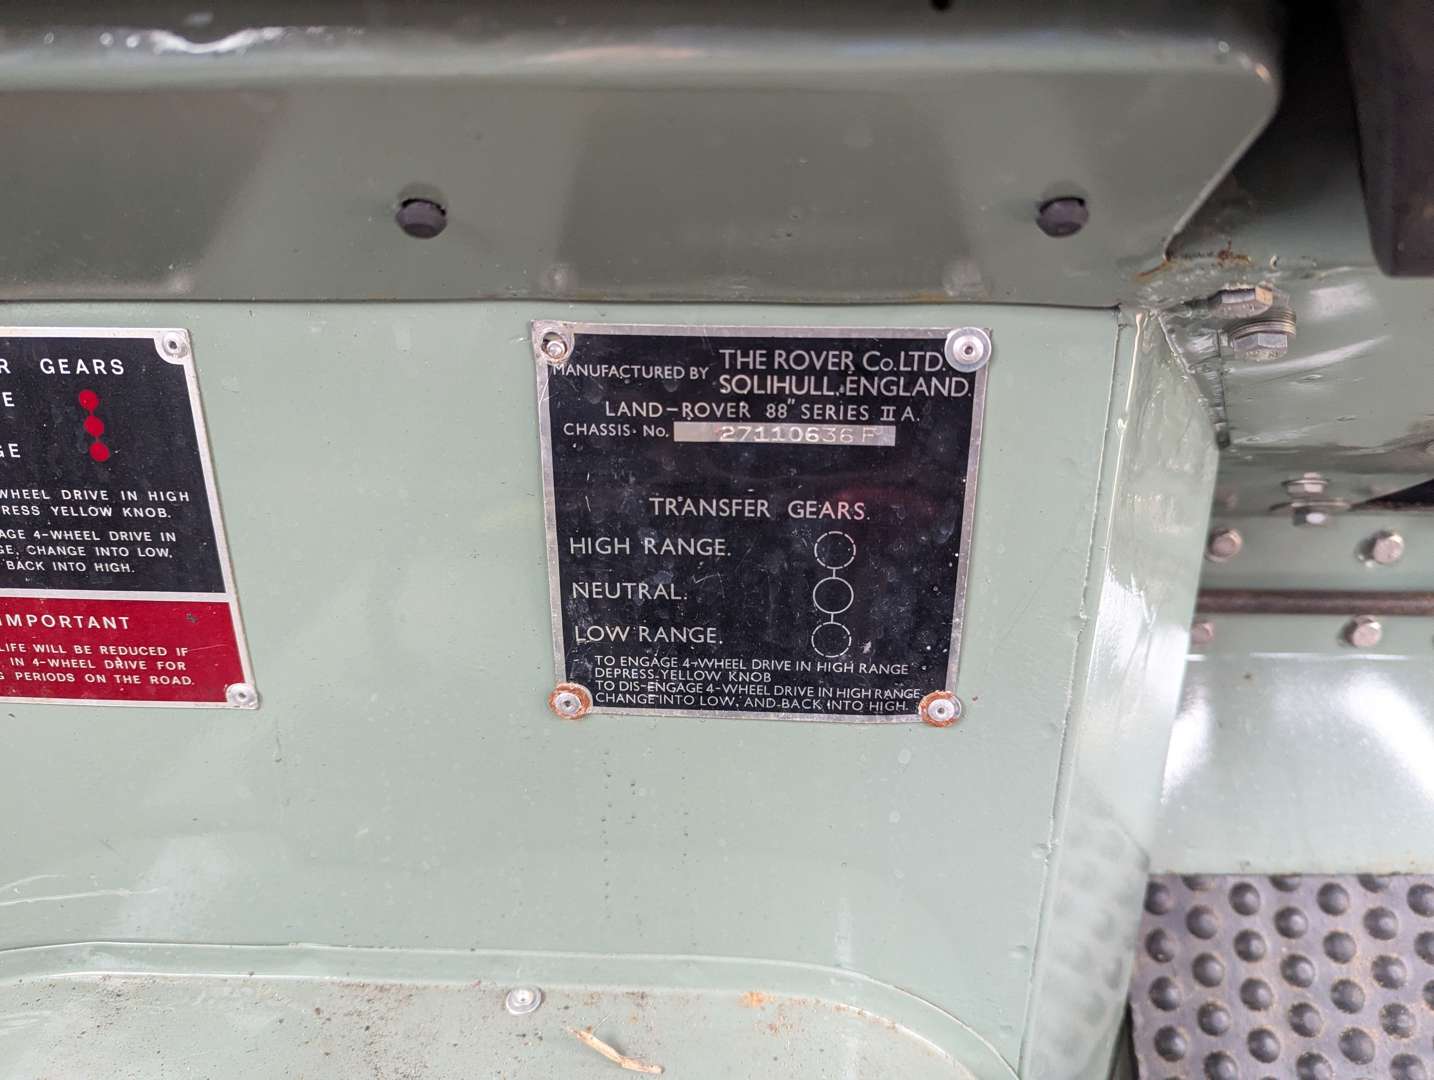 R GEARS
E
GE
WHEEL DRIVE IN HIGH
PRESS YELLOW KNOB.
AGE 4-WHEEL DRIVE IN
GE, CHANGE INTO LOW,
BACK INTO HIGH.
IMPORTANT
LIFE WILL BE REDUCED IF
IN 4-WHEEL DRIVE FOR
G PERIODS ON THE ROAD.
MANUFACTURED BY THE ROVER Co. LTD.
SOLIHULL, ENGLAND.
LAND-ROVER 88" SERIES II A.
CHASSIS. No. 27110636 F
TRANSFER GEARS.
HIGH RANGE.
NEUTRAL.
LOW RANGE.
TO ENGAGE 4-WHEEL DRIVE IN HIGH RANGE
DEPRESS-YELLOW KNOB
TO DIS-ENGAGE 4-WHEEL DRIVE IN HIGH RANGE
CHANGE INTO LOW, AND BACK INTO HIGH.